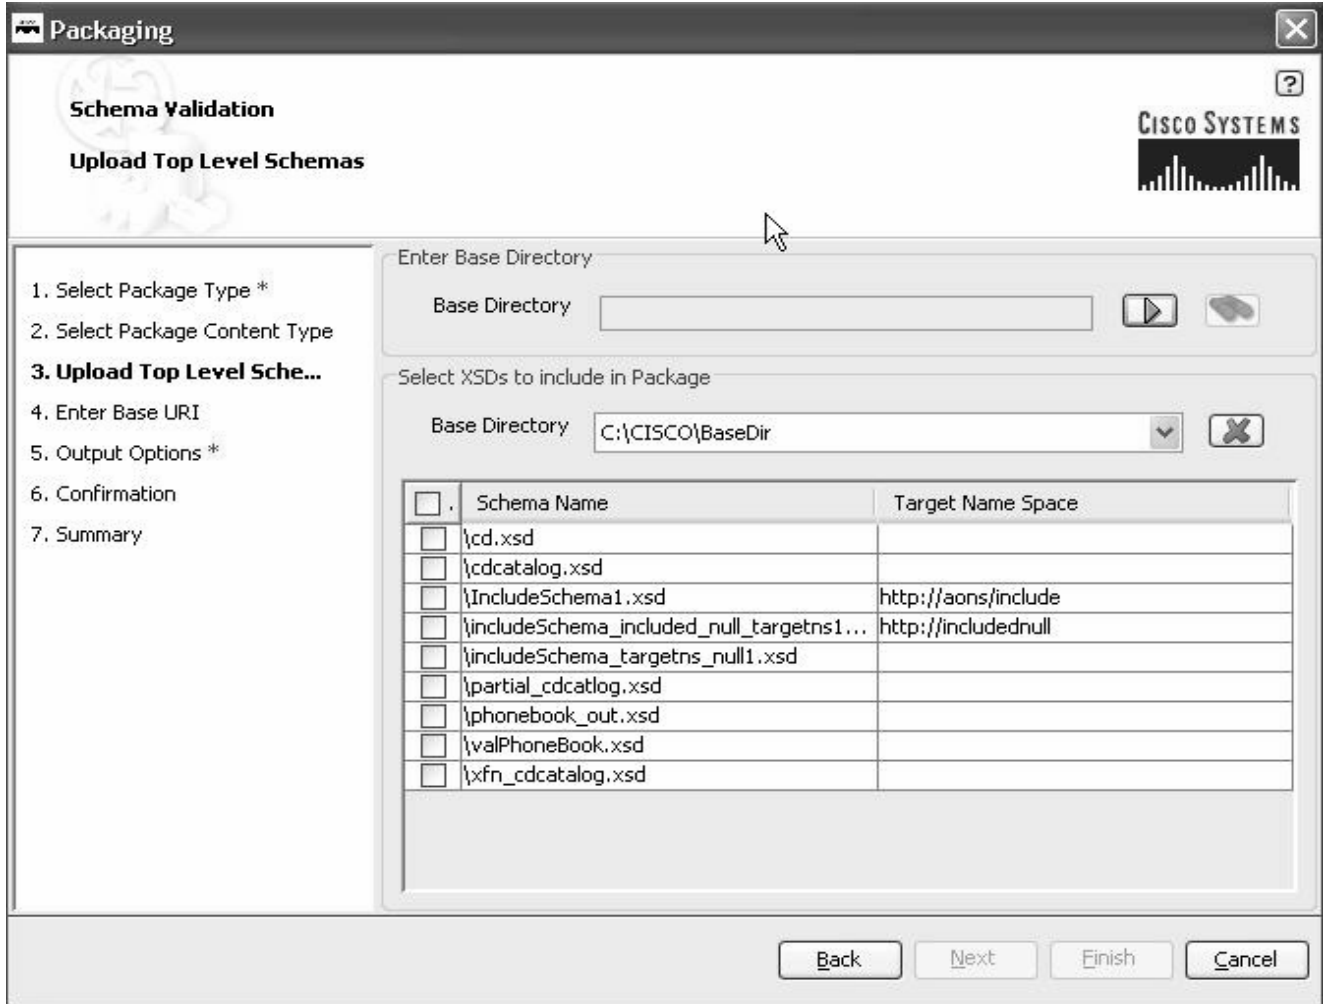 Packaging
Schema Validation
?
CISCO SYSTEMS
Upload Top Level Schemas
1. Select Package Type *
2. Select Package Content Type
3. Upload Top Level Sche...
4. Enter Base URI
5. Output Options *
6. Confirmation
7. Summary
Enter Base Directory
Base Directory
Select XSDs to include in Package
Base Directory C:\CISCO\BaseDir
. Schema Name Target Name Space
\cd.xsd
\cdcatalog.xsd
\IncludeSchema1.xsd http://aons/include
\includeSchema_included_null_targetns1... http://includednull
\includeSchema_targetns_null1.xsd
\partial_cdcatlog.xsd
\phonebook_out.xsd
\valPhoneBook.xsd
\xfn_cdcatalog.xsd
Back Next Finish Cancel